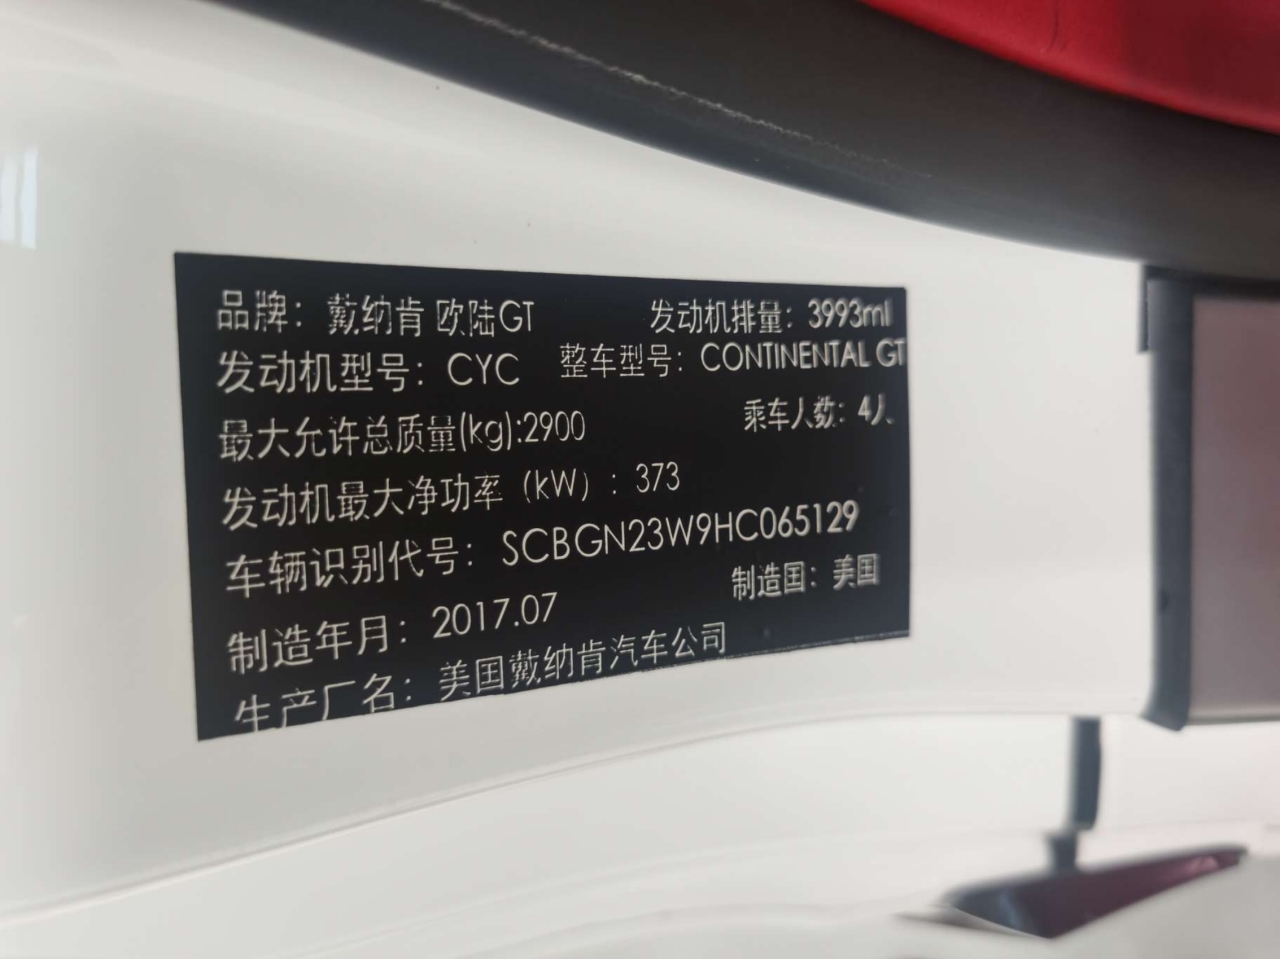 品牌：戴纳肯 欧陆GT 发动机排量：3993ml
发动机型号：CYC 整车型号：CONTINENTAL GT
最大允许总质量(kg):2900 乘车人数：4人
发动机最大净功率（kW）：373
车辆识别代号：SCBGN23W9HC065129
制造年月：2017.07 制造国：美国
生产厂名：美国戴纳肯汽车公司